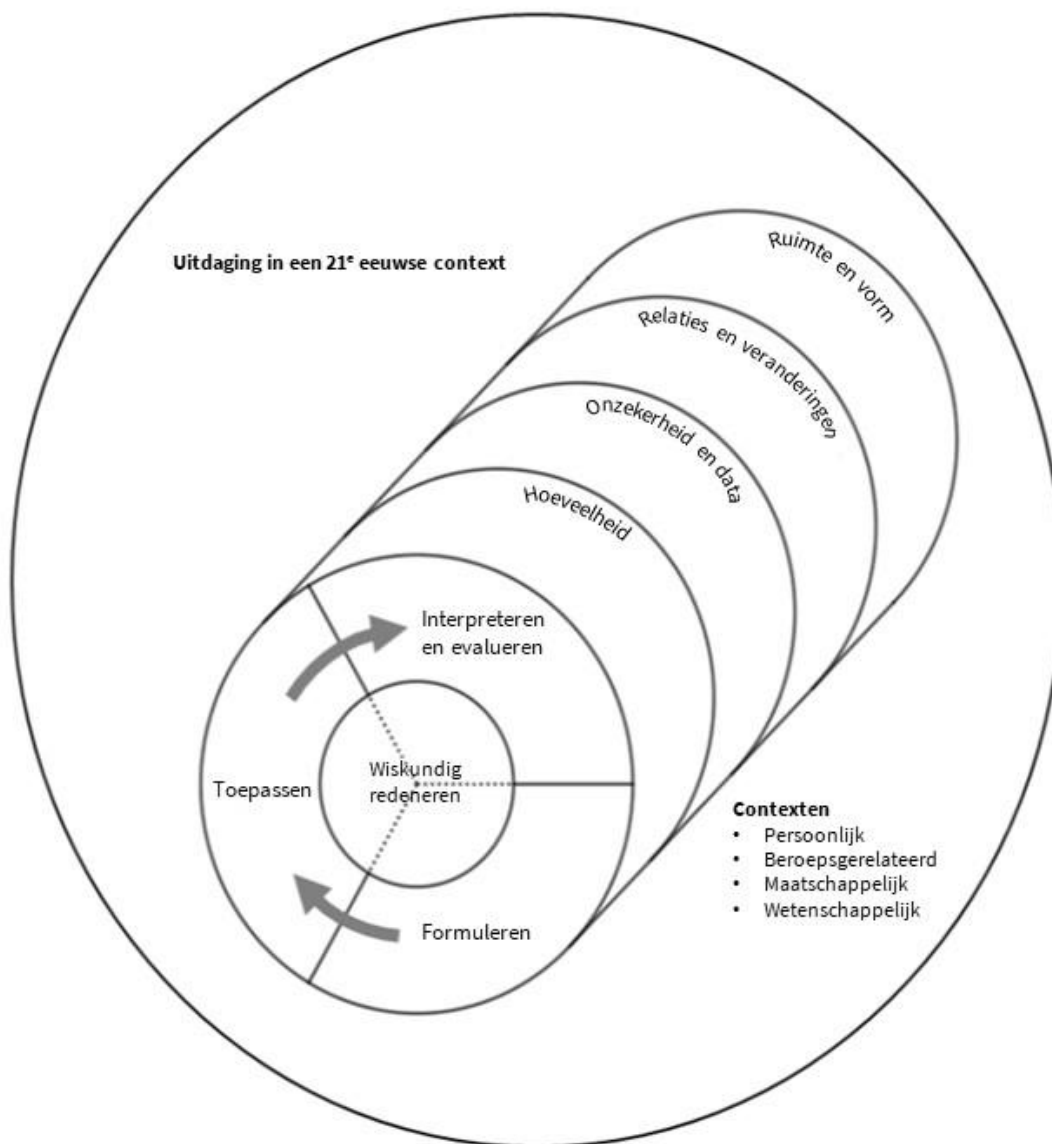 Uitdaging in een 21e eeuwse context
Ruimte en vorm
Relaties en veranderingen
Onzekerheid en data
Hoeveelheid
Interpreteren
en evalueren
Wiskundig
redeneren
Toepassen
Formuleren
Contexten
• Persoonlijk
• Beroepsgerelateerd
• Maatschappelijk
• Wetenschappelijk